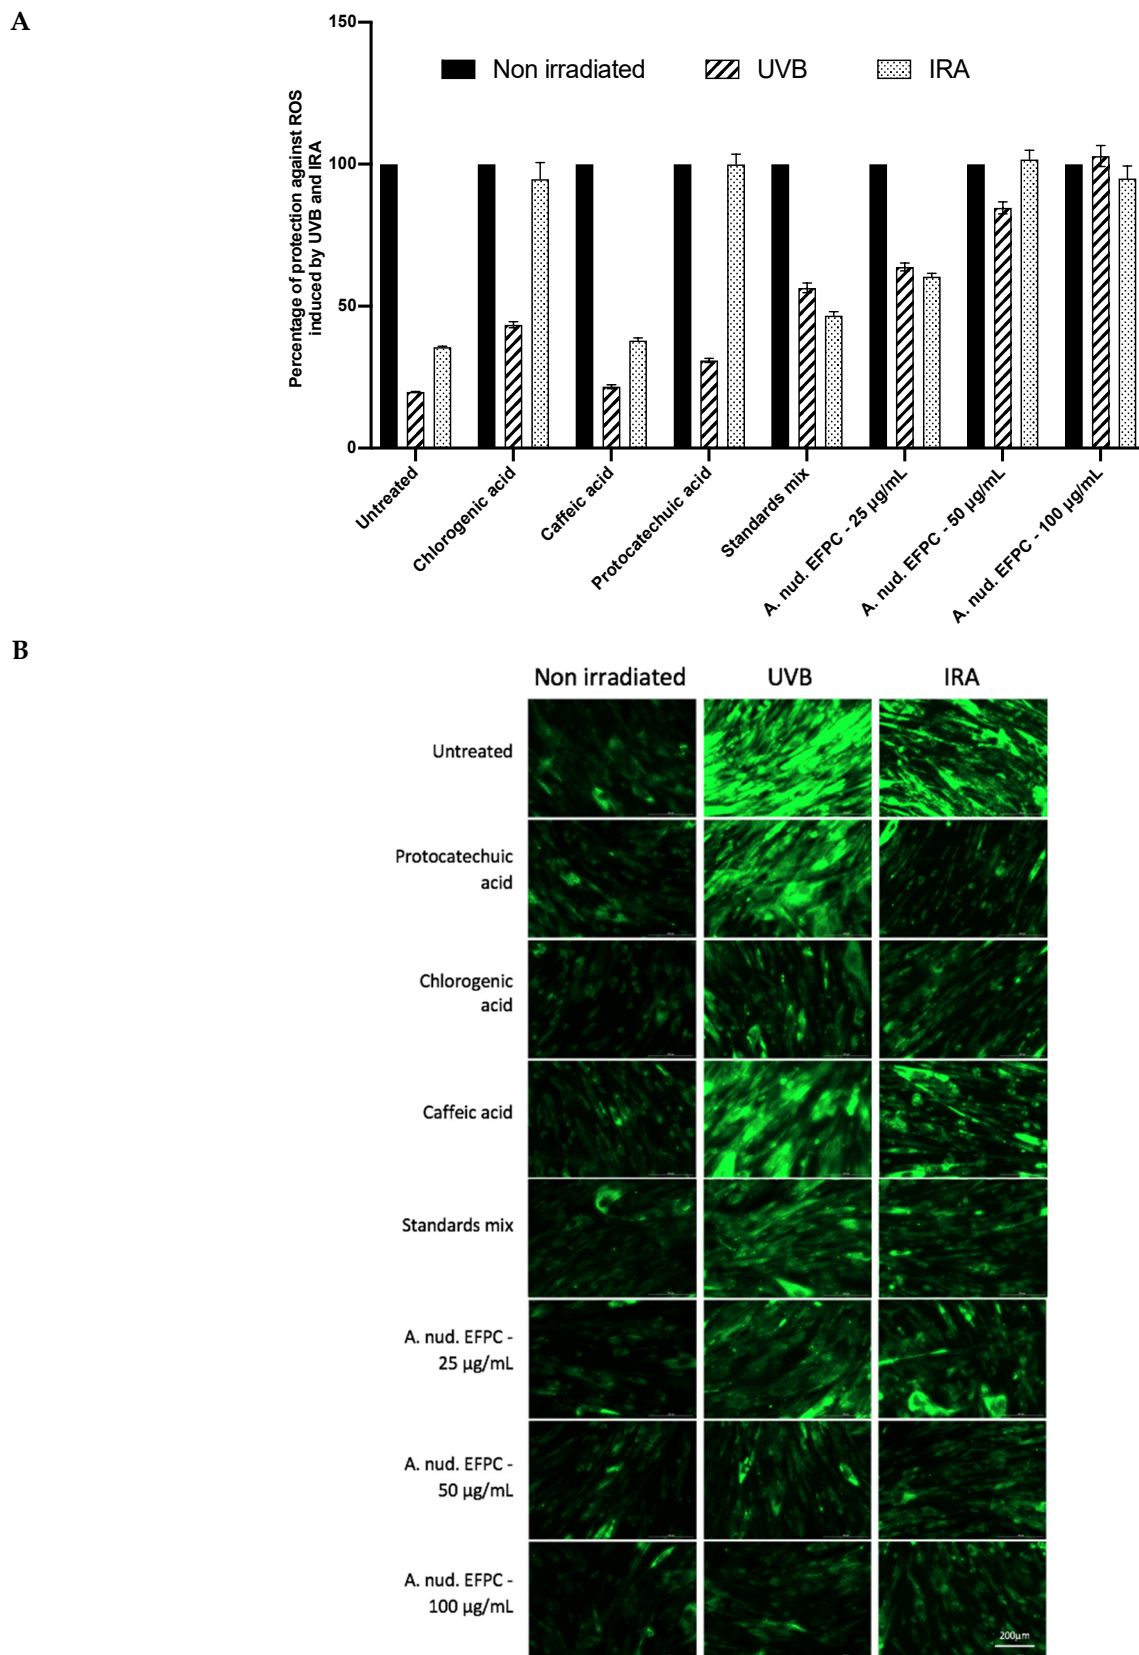 A
150
100
50
0
Percentage of protection against ROS
induced by UVB and IRA
Non irradiated UVB IRA
Untreated
Chlorogenic acid
Caffeic acid
Protocatechuic acid
Standards mix
A. nud. EFPC - 25 µg/mL
A. nud. EFPC - 50 µg/mL
A. nud. EFPC - 100 µg/mL
B
Non irradiated UVB IRA
Untreated
Protocatechuic
acid
Chlorogenic
acid
Caffeic acid
Standards mix
A. nud. EFPC -
25 µg/mL
A. nud. EFPC -
50 µg/mL
A. nud. EFPC -
100 µg/mL
200µm